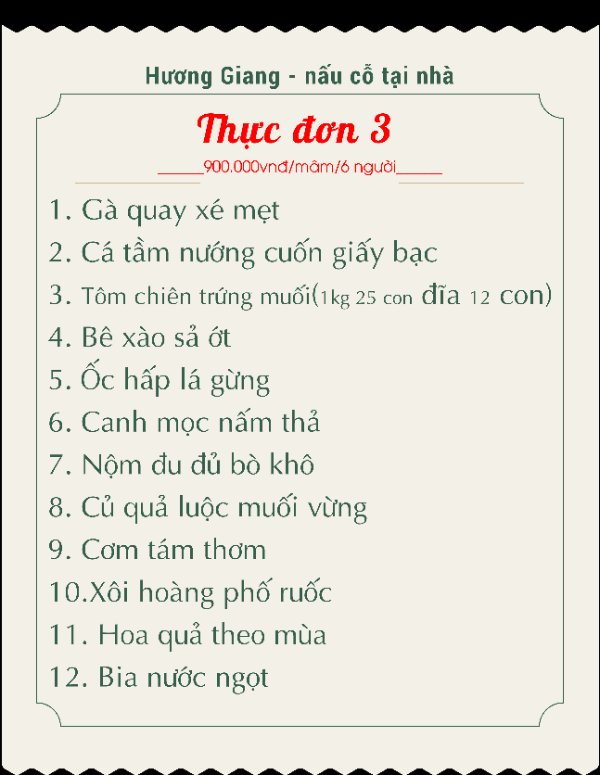 Hương Giang - nấu cỗ tại nhà
Thực đơn 3
______900.000vnđ/mâm/6 người______
1. Gà quay xé mẹt
2. Cá tầm nướng cuốn giấy bạc
3. Tôm chiên trứng muối(1kg 25 con đĩa 12 con)
4. Bê xào sả ớt
5. Ốc hấp lá gừng
6. Canh mọc nấm thả
7. Nộm đu đủ bò khô
8. Củ quả luộc muối vừng
9. Cơm tám thơm
10.Xôi hoàng phố ruốc
11. Hoa quả theo mùa
12. Bia nước ngọt